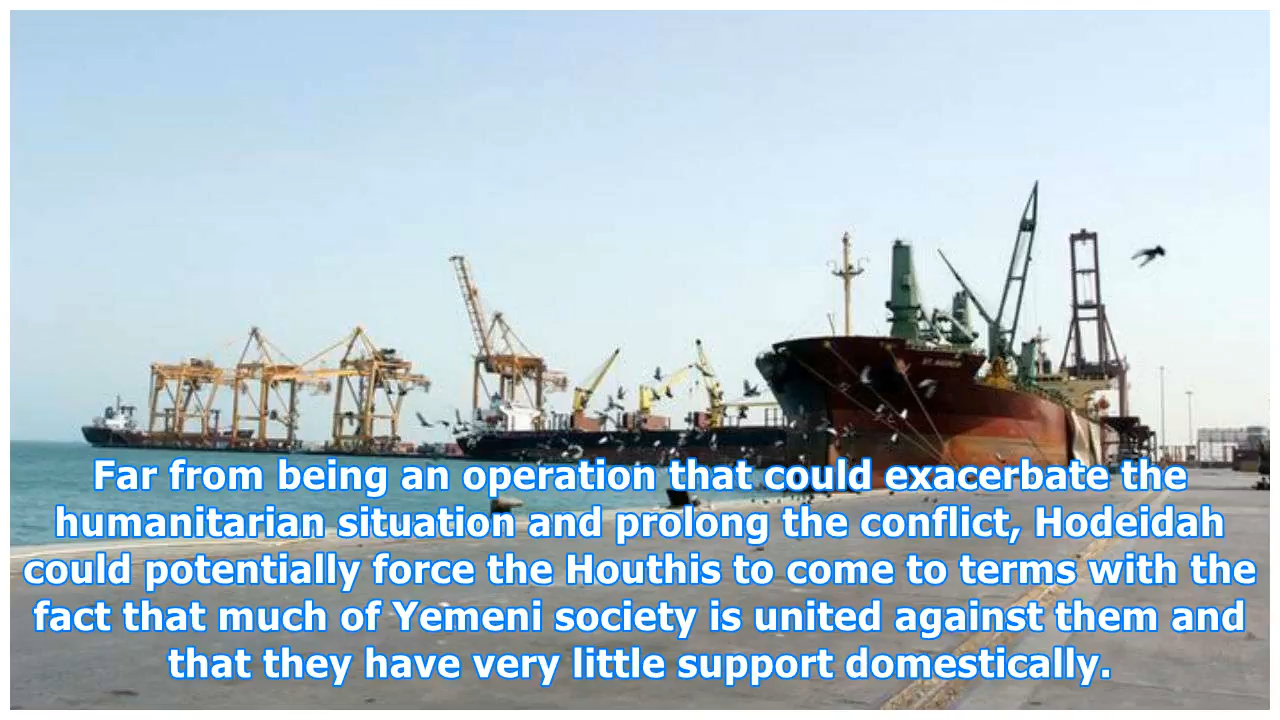 Far from being an operation that could exacerbate the
humanitarian situation and prolong the conflict, Hodeidah
could potentially force the Houthis to come to terms with the
fact that much of Yemeni society is united against them and
that they have very little support domestically.